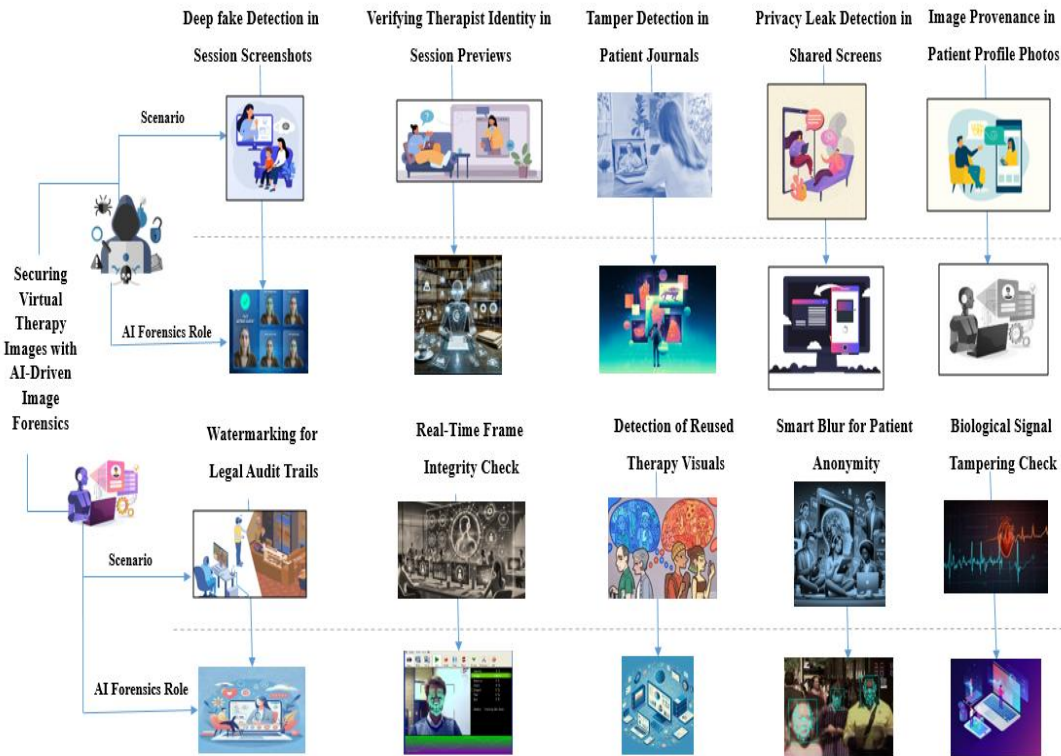 Deep fake Detection in
Session Screenshots
Verifying Therapist Identity in
Session Previews
Tamper Detection in
Patient Journals
Privacy Leak Detection in
Shared Screens
Image Provenance in
Patient Profile Photos
Scenario
Securing
Virtual
Therapy
Images with
AI-Driven
Image
Forensics
AI Forensics Role
Watermarking for
Legal Audit Trails
Real-Time Frame
Integrity Check
Detection of Reused
Therapy Visuals
Smart Blur for Patient
Anonymity
Biological Signal
Tampering Check
Scenario
AI Forensics Role